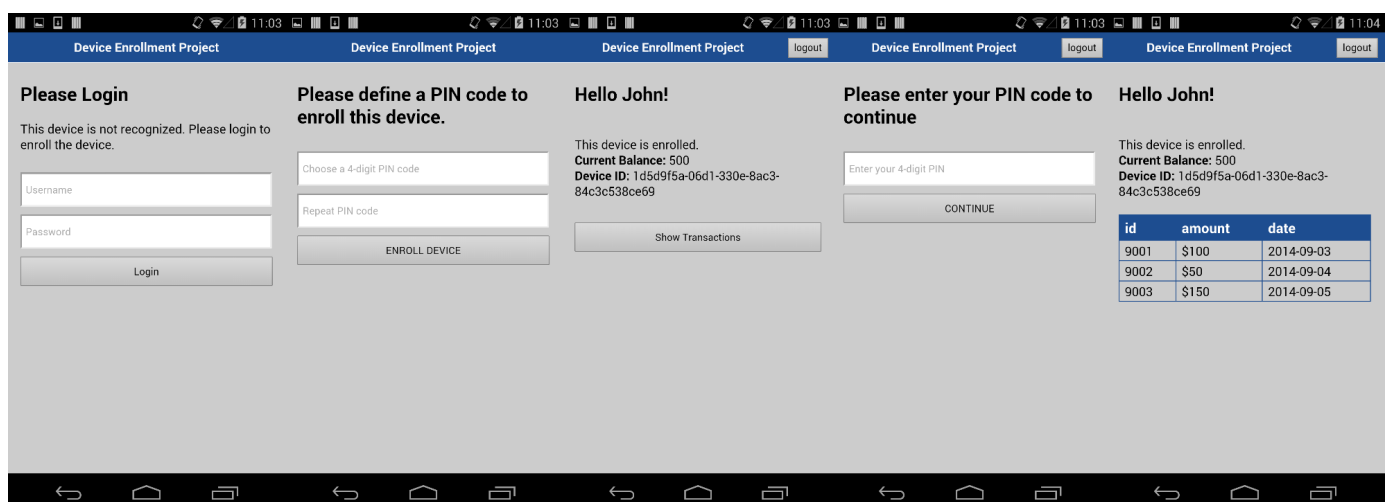 11:03
Device Enrollment Project
Please Login
This device is not recognized. Please login to
enroll the device.
Username
Password
Login
11:03
Device Enrollment Project
Please define a PIN code to
enroll this device.
Choose a 4-digit PIN code
Repeat PIN code
ENROLL DEVICE
11:03
Device Enrollment Project logout
Hello John!
This device is enrolled.
Current Balance: 500
Device ID: 1d5d9f5a-06d1-330e-8ac3-
84c3c538ce69
Show Transactions
11:03
Device Enrollment Project logout
Please enter your PIN code to
continue
Enter your 4-digit PIN
CONTINUE
11:04
Device Enrollment Project logout
Hello John!
This device is enrolled.
Current Balance: 500
Device ID: 1d5d9f5a-06d1-330e-8ac3-
84c3c538ce69
id amount date
9001 $100 2014-09-03
9002 $50 2014-09-04
9003 $150 2014-09-05